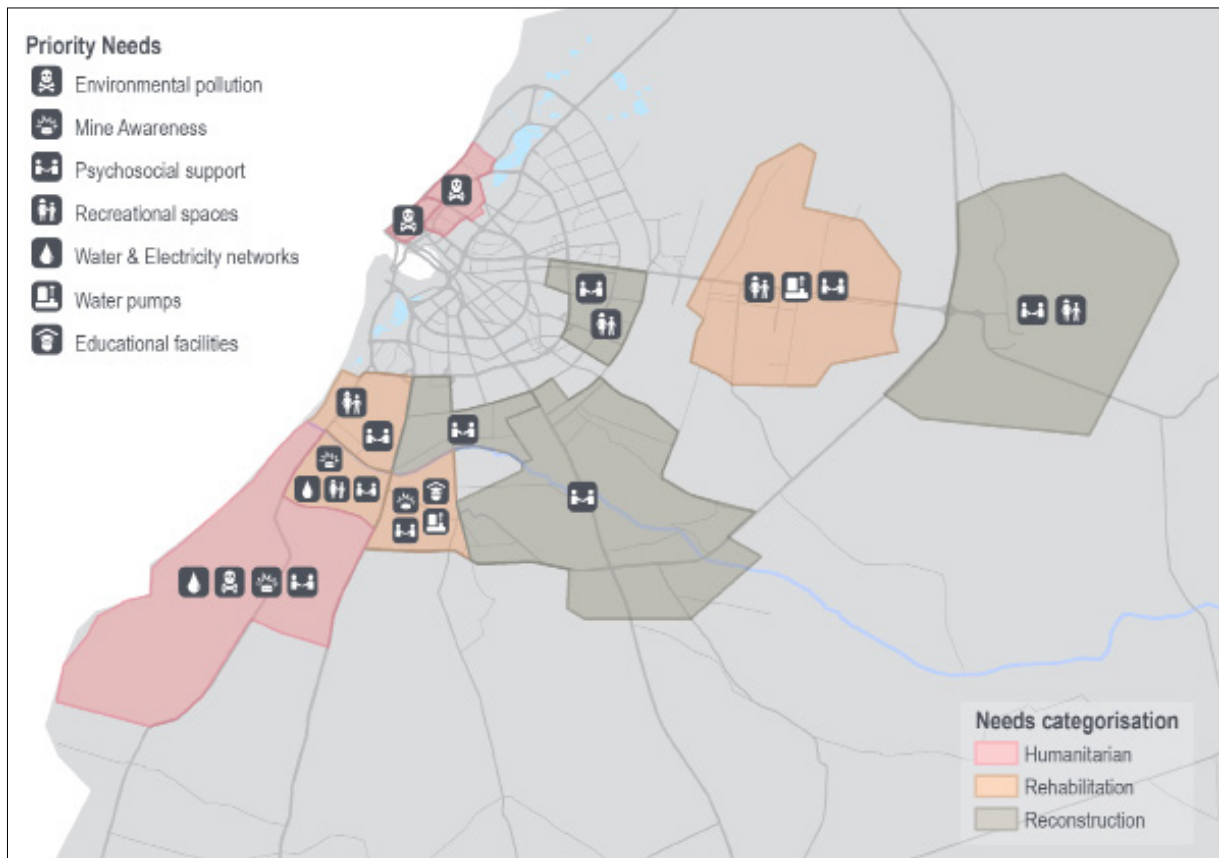 Priority Needs
Environmental pollution
Mine Awareness
Psychosocial support
Recreational spaces
Water & Electricity networks
Water pumps
Educational facilities
Needs categorisation
Humanitarian
Rehabilitation
Reconstruction